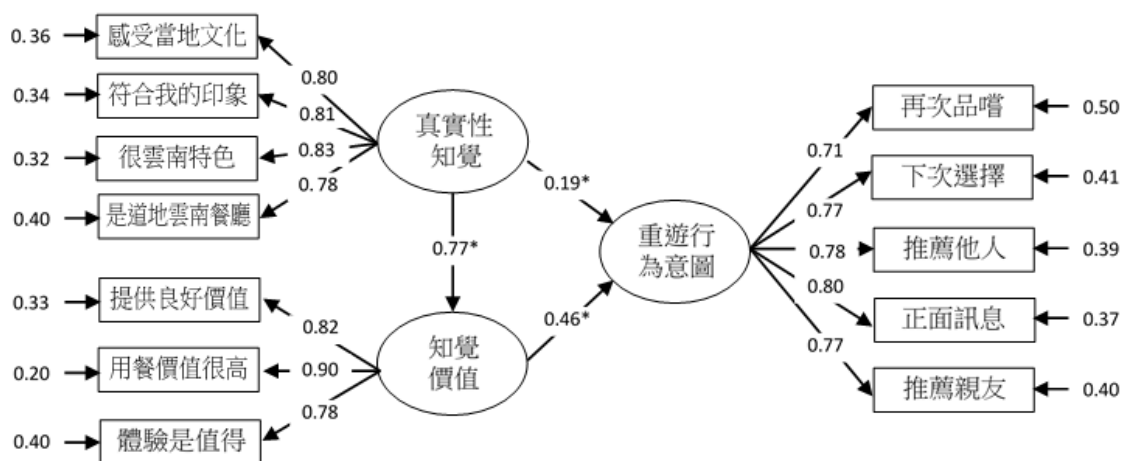 0.36
感受當地文化
0.80
0.34
符合我的印象
0.81
0.32
很雲南特色
0.83
0.40
是道地雲南餐廳
0.78
真實性
知覺
0.77*
0.19*
0.33
提供良好價值
0.82
0.20
用餐價值很高
0.90
0.40
體驗是值得
0.78
知覺
價值
0.46*
重遊行
為意圖
0.71
再次品嚐
0.50
0.77
下次選擇
0.41
0.78
推薦他人
0.39
0.80
正面訊息
0.37
0.77
推薦親友
0.40